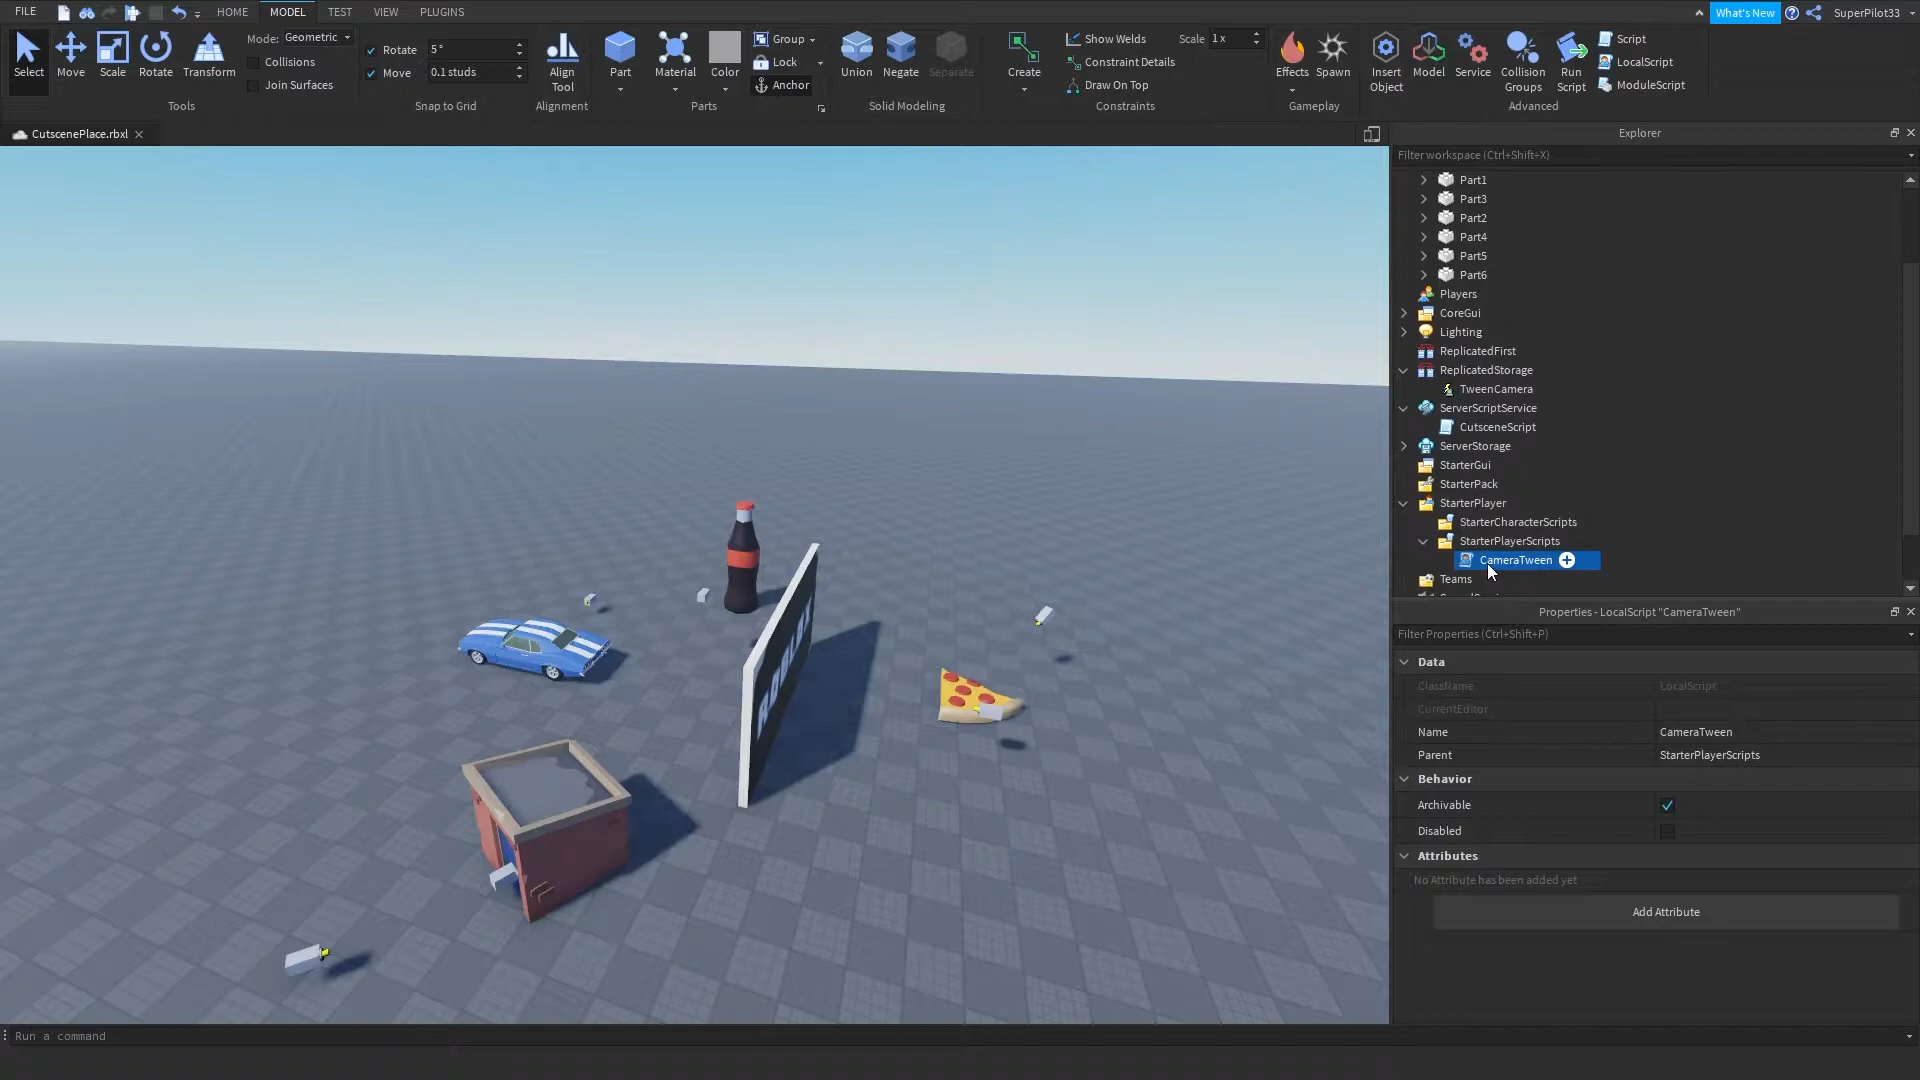 FILE
HOME
MODEL
TEST
VIEW
PLUGINS
What's New
SuperPilot33
Select
Move
Scale
Rotate
Transform
Mode: Geometric
Collisions
Join Surfaces
Tools
Rotate 5 °
Move 0.1 studs
Snap to Grid
Align Tool
Alignment
Part
Material
Color
Group
Lock
Anchor
Parts
Union
Negate
Separate
Solid Modeling
Create
Show Welds
Constraint Details
Draw On Top
Scale 1 x
Constraints
Effects
Spawn
Gameplay
Insert Object
Model
Service
Collision Groups
Run Script
Script
LocalScript
ModuleScript
Advanced
CutscenePlace.rbxl
Explorer
Filter workspace (Ctrl+Shift+X)
Part1
Part3
Part2
Part4
Part5
Part6
Players
CoreGui
Lighting
ReplicatedFirst
ReplicatedStorage
TweenCamera
ServerScriptService
CutsceneScript
ServerStorage
StarterGui
StarterPack
StarterPlayer
StarterCharacterScripts
StarterPlayerScripts
CameraTween
Teams
Properties - LocalScript "CameraTween"
Filter Properties (Ctrl+Shift+P)
Data
ClassName LocalScript
CurrentEditor
Name CameraTween
Parent StarterPlayerScripts
Behavior
Archivable
Disabled
Attributes
No Attribute has been added yet
Add Attribute
Run a command